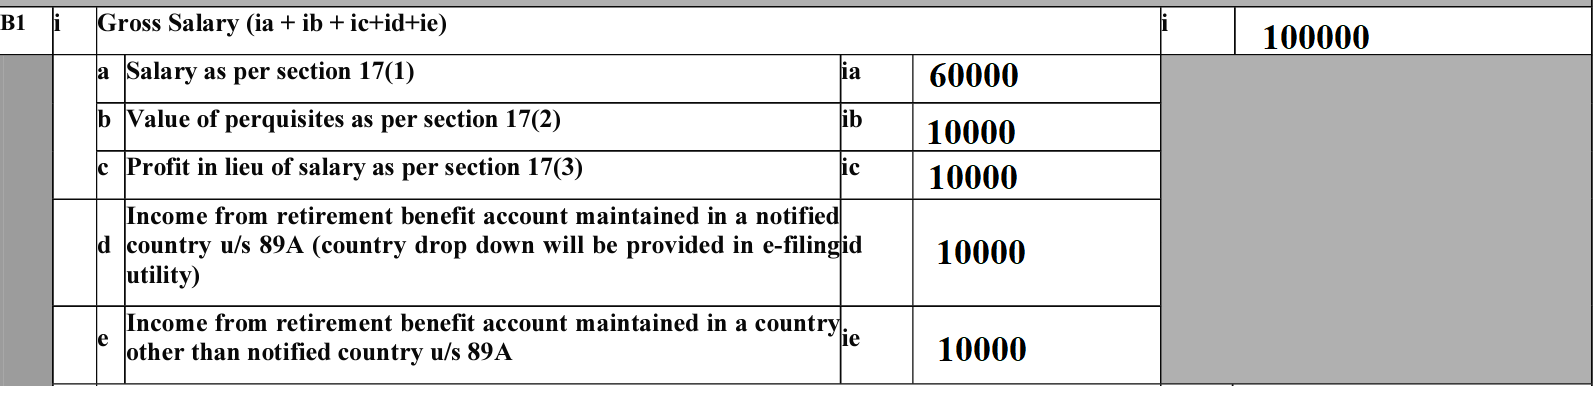 B1 i Gross Salary (ia + ib + ic+id+ie) i 100000
a Salary as per section 17(1) ia 60000
b Value of perquisites as per section 17(2) ib 10000
c Profit in lieu of salary as per section 17(3) ic 10000
Income from retirement benefit account maintained in a notified
d country u/s 89A (country drop down will be provided in e-filing id 10000
utility)
Income from retirement benefit account maintained in a country
e other than notified country u/s 89A ie 10000